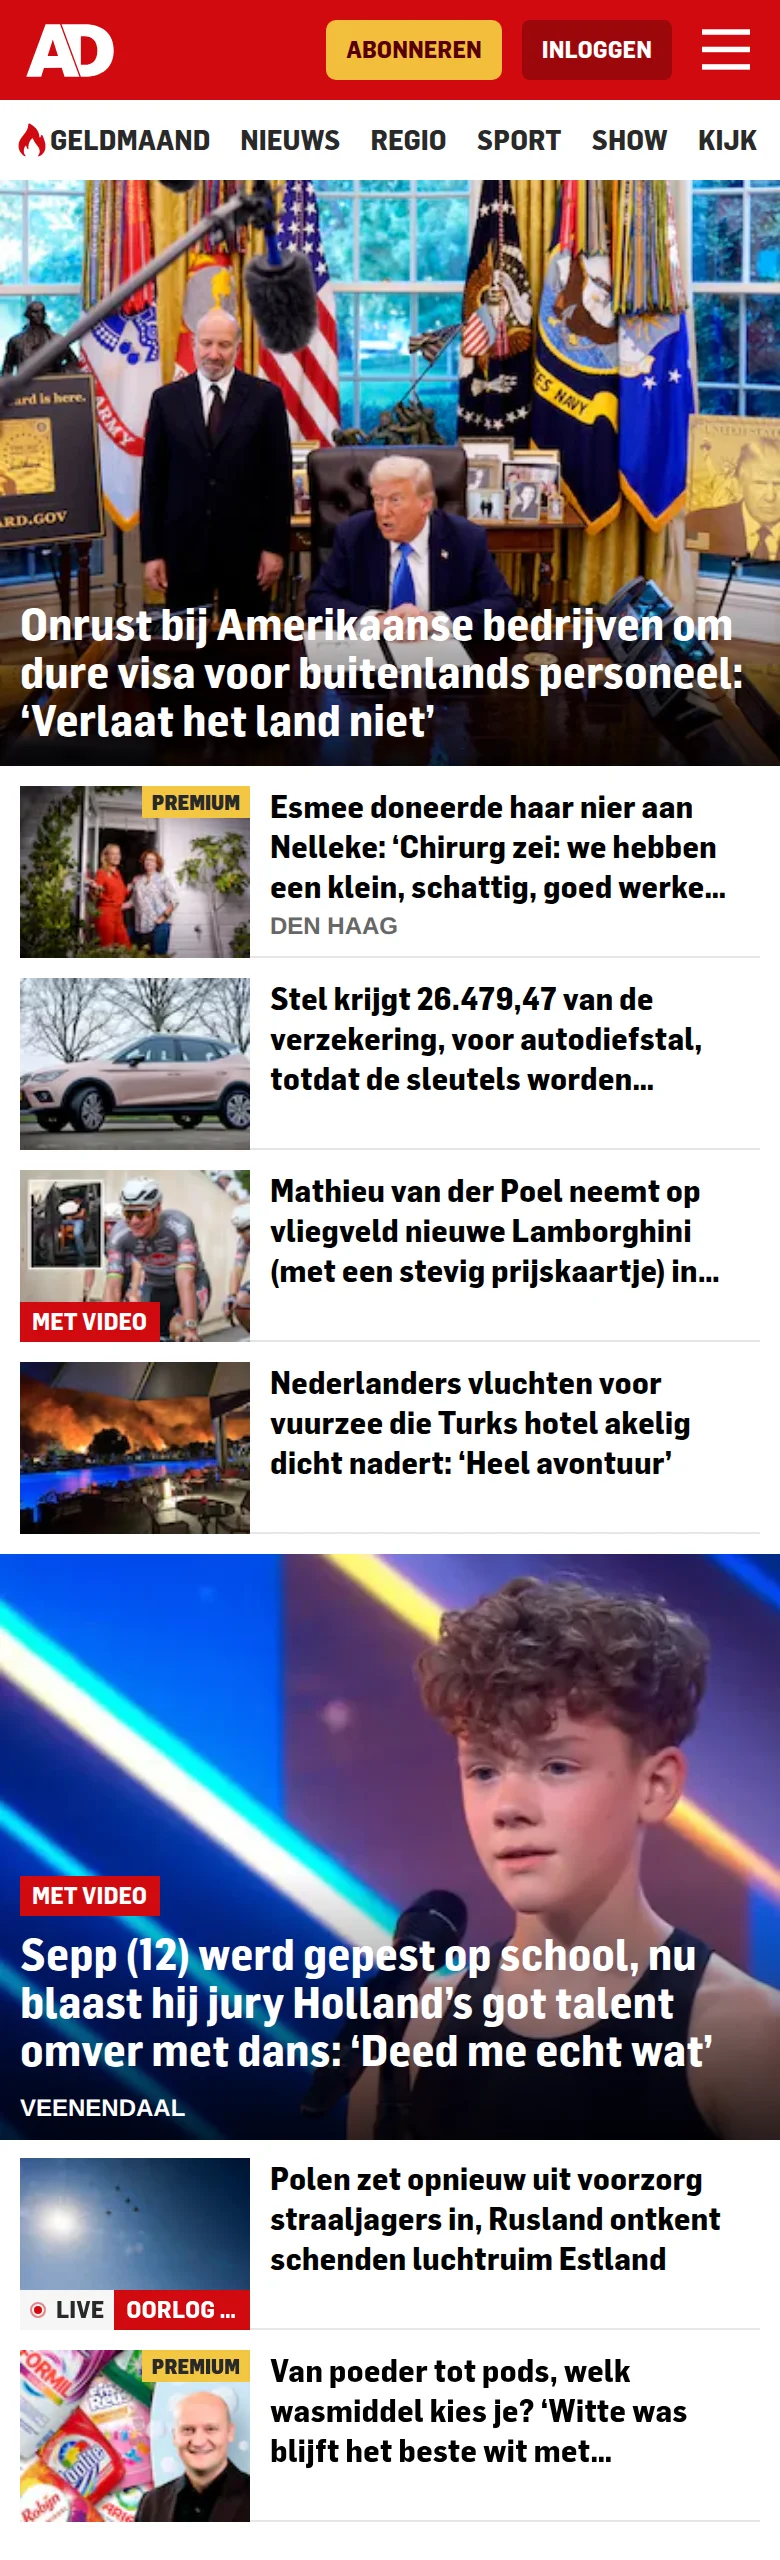 AD
ABONNEREN
INLOGGEN
GELDMAAND NIEUWS REGIO SPORT SHOW KIJK
ard is here.
ARMY
ES NAVY
RD.GOV
Onrust bij Amerikaanse bedrijven om
dure visa voor buitenlands personeel:
‘Verlaat het land niet’
PREMIUM
Esmee doneerde haar nier aan
Nelleke: ‘Chirurg zei: we hebben
een klein, schattig, goed werke...
DEN HAAG
Stel krijgt 26.479,47 van de
verzekering, voor autodiefstal,
totdat de sleutels worden...
Mathieu van der Poel neemt op
vliegveld nieuwe Lamborghini
(met een stevig prijskaartje) in...
MET VIDEO
Nederlanders vluchten voor
vuurzee die Turks hotel akelig
dicht nadert: ‘Heel avontuur’
MET VIDEO
Sepp (12) werd gepest op school, nu
blaast hij jury Holland’s got talent
omver met dans: ‘Deed me echt wat’
VEENENDAAL
Polen zet opnieuw uit voorzorg
straaljagers in, Rusland ontkent
schenden luchtruim Estland
LIVE OORLOG ...
PREMIUM
Van poeder tot pods, welk
wasmiddel kies je? ‘Witte was
blijft het beste wit met...
FORMIL
Robijn